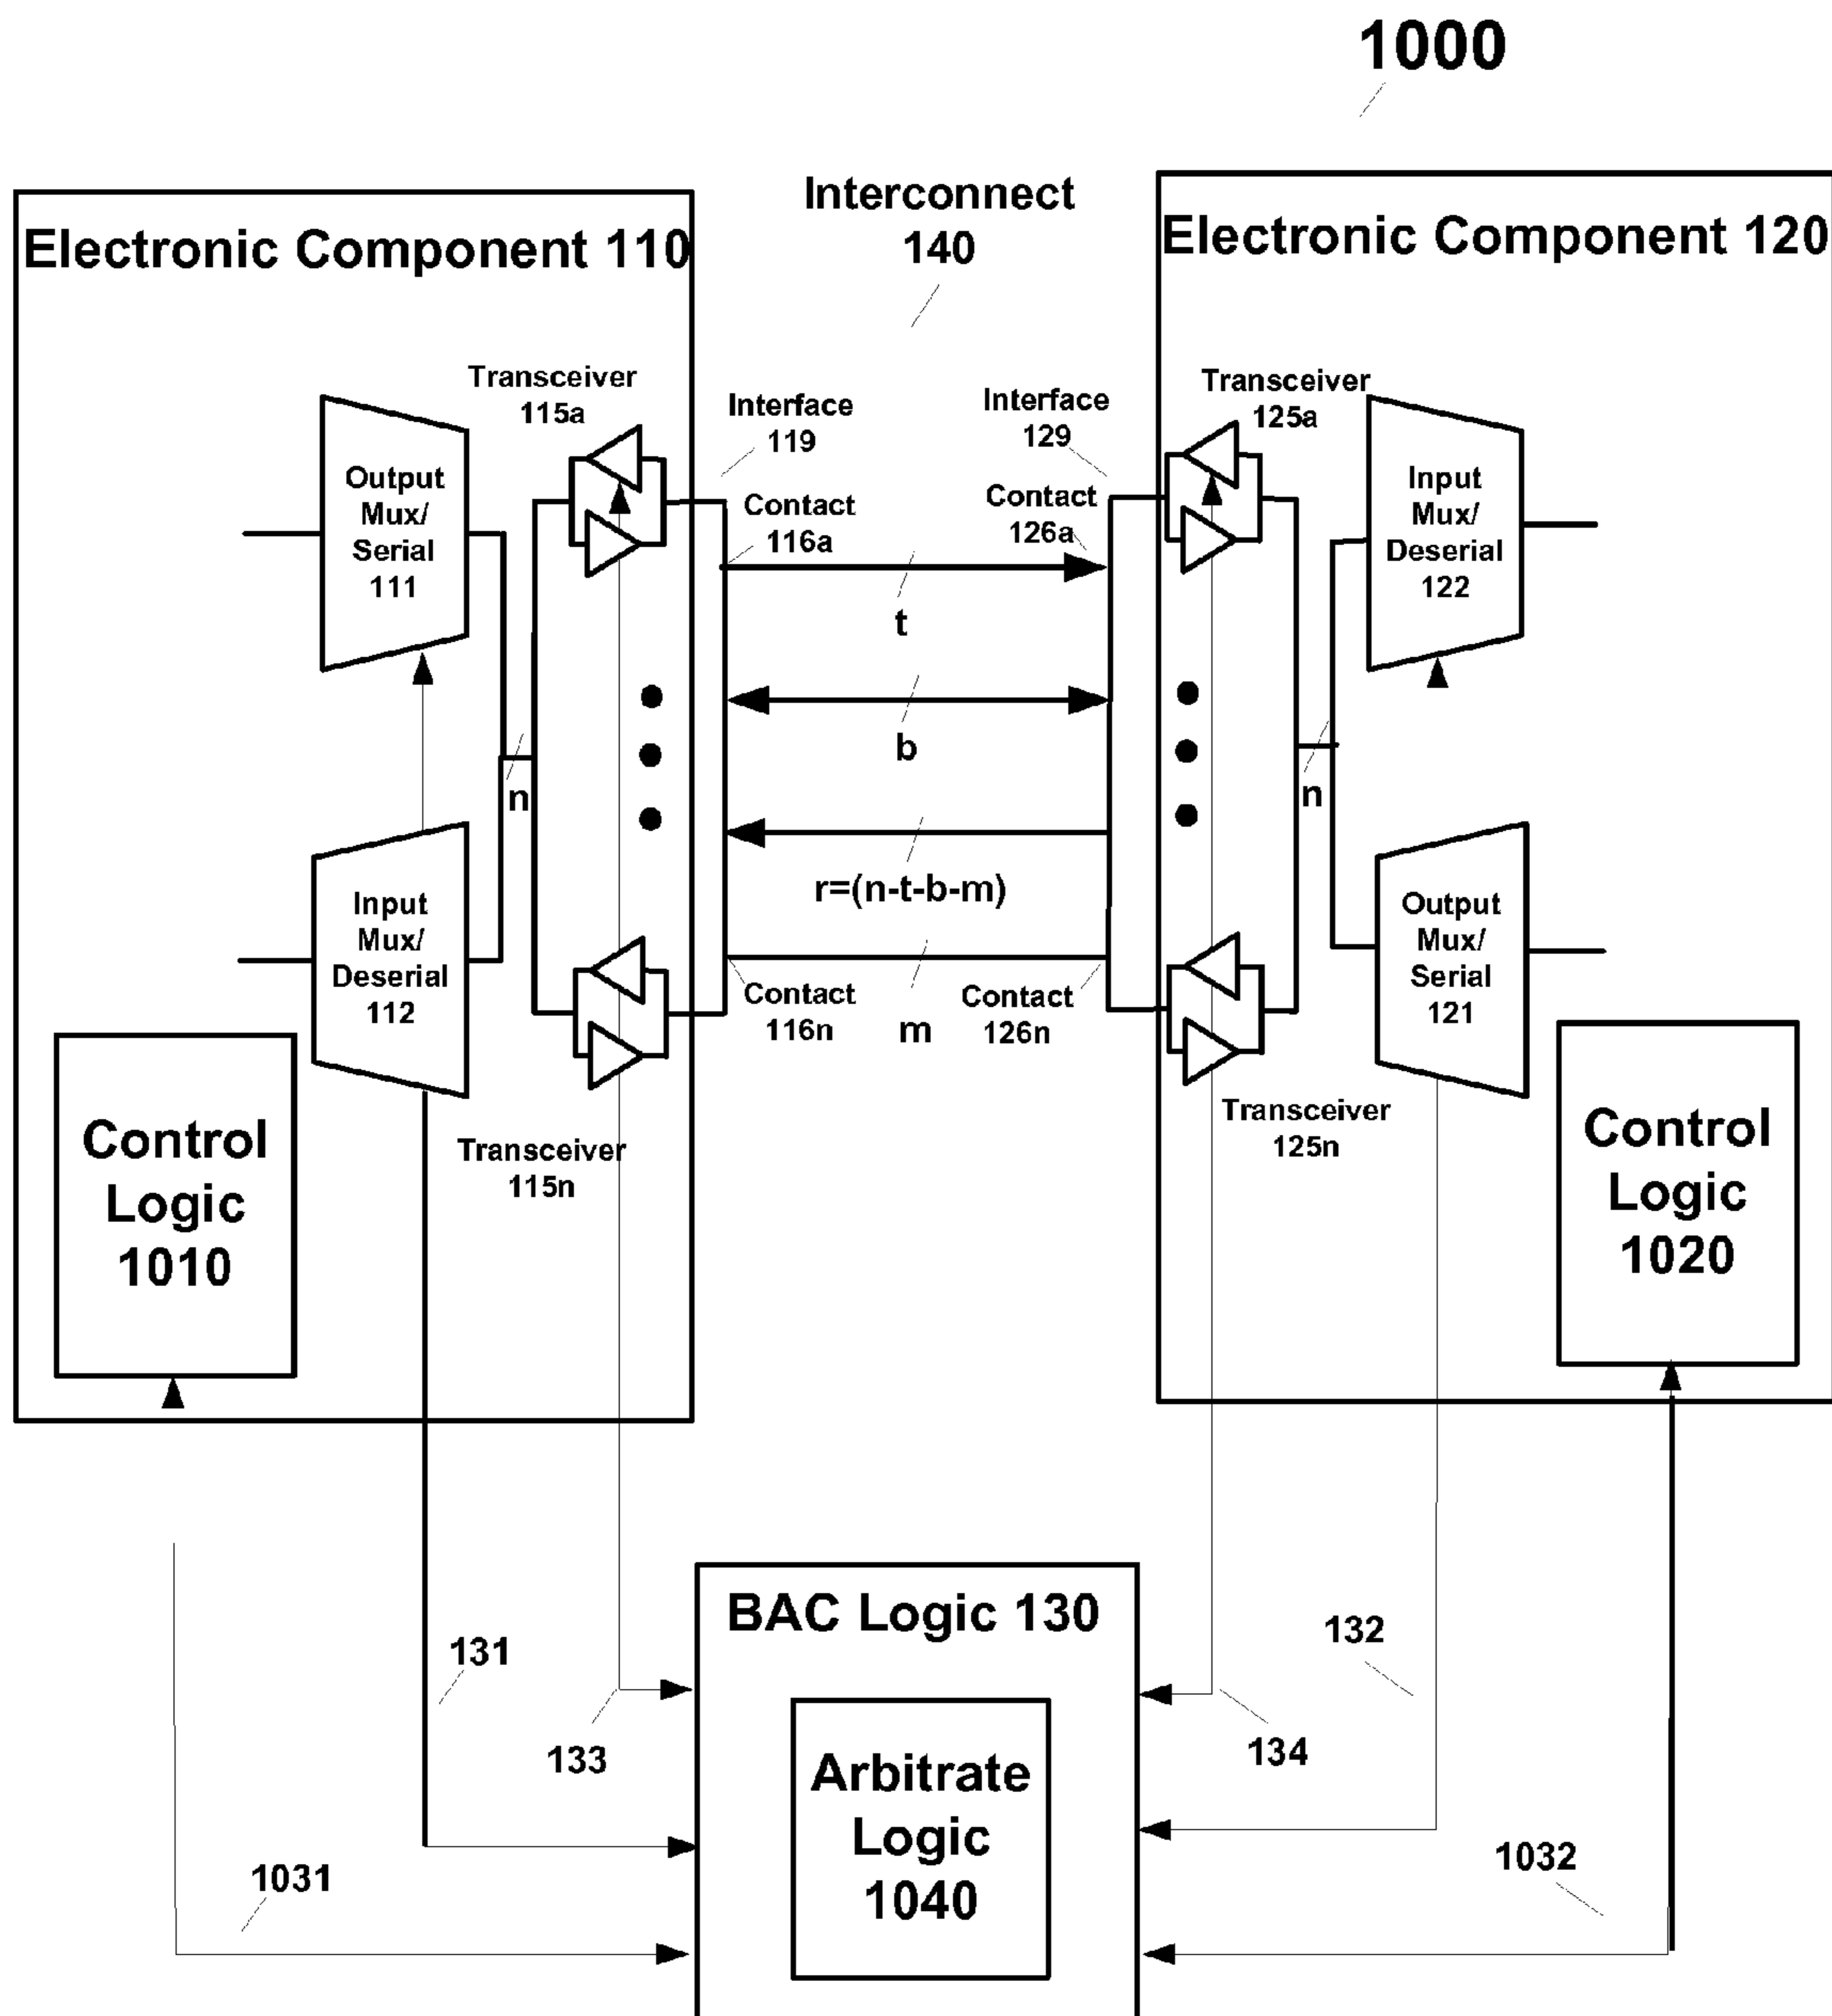 1000
Interconnect
140
Electronic Component 110
Electronic Component 120
Transceiver
115a
Interface
119
Interface
129
Transceiver
125a
Output
Mux/
Serial
111
Contact
116a
Contact
126a
Input
Mux/
Deserial
122
t
b
n
n
r=(n-t-b-m)
Input
Mux/
Deserial
112
Contact
116n
m
Contact
126n
Output
Mux/
Serial
121
Control
Logic
1010
Transceiver
115n
Transceiver
125n
Control
Logic
1020
BAC Logic 130
131
133
132
134
Arbitrate
Logic
1040
1031
1032